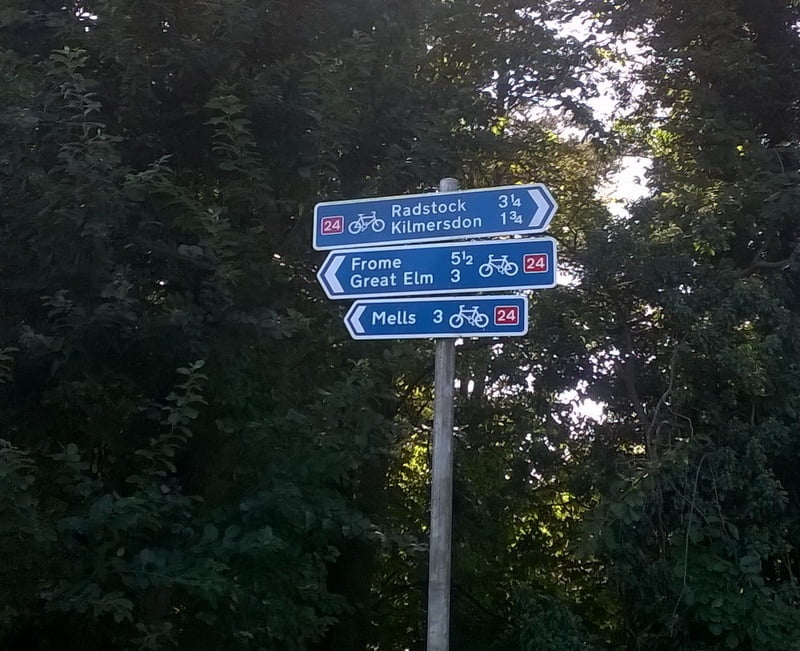 24 Radstock 3¼
Kilmersdon 1¾
Frome 5½ 24
Great Elm 3
Mells 3 24